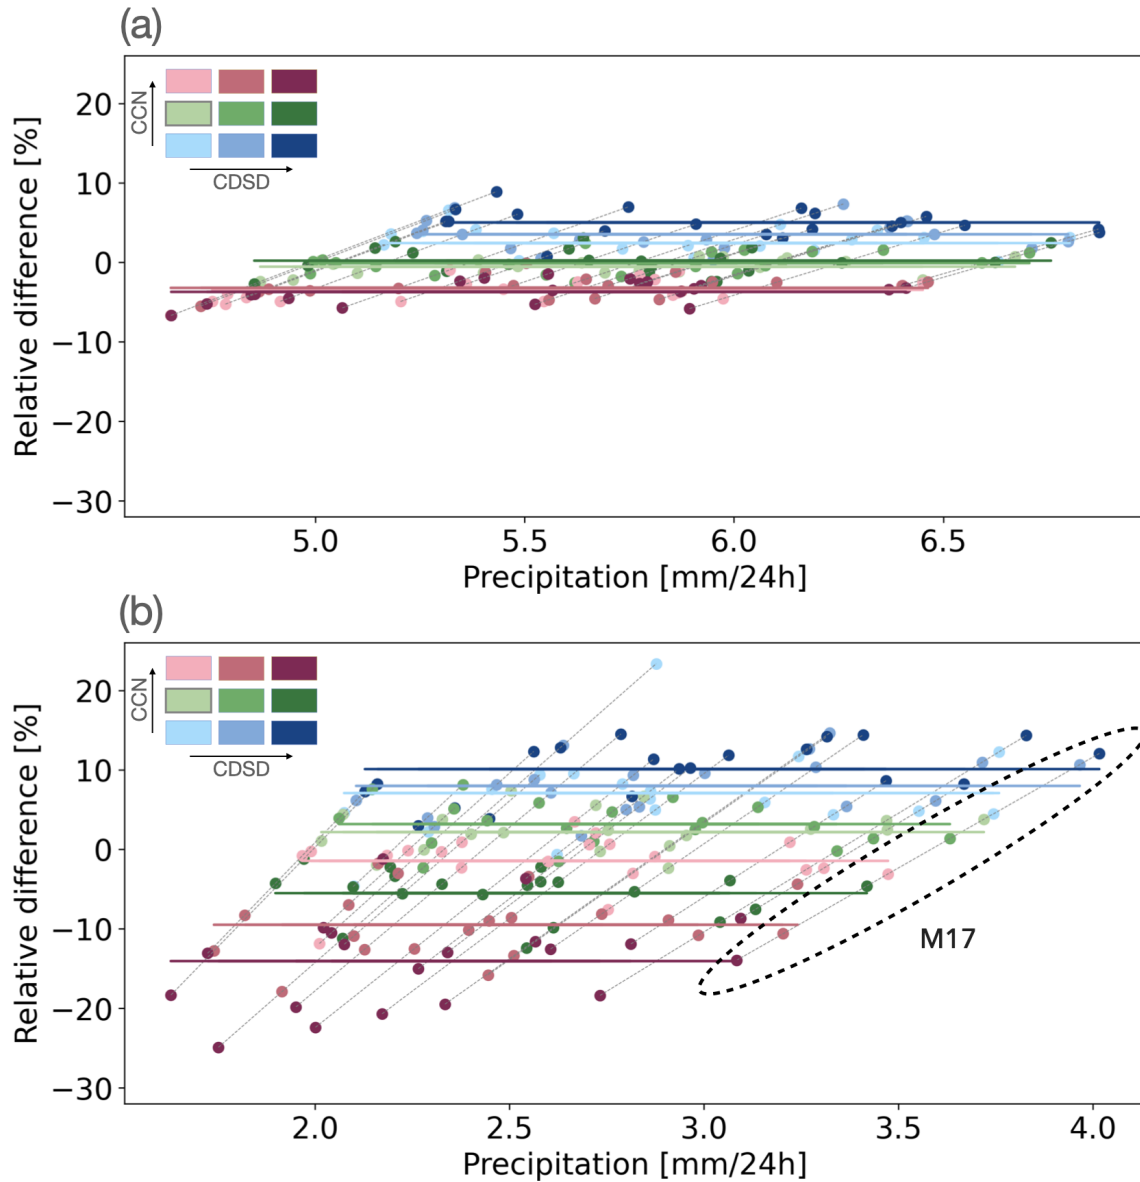 (a)
20
10
0
−10
−20
−30
Relative difference [%]
CCN
CDSD
5.0 5.5 6.0 6.5
Precipitation [mm/24h]
(b)
20
10
0
−10
−20
−30
Relative difference [%]
CCN
CDSD
M17
2.0 2.5 3.0 3.5 4.0
Precipitation [mm/24h]